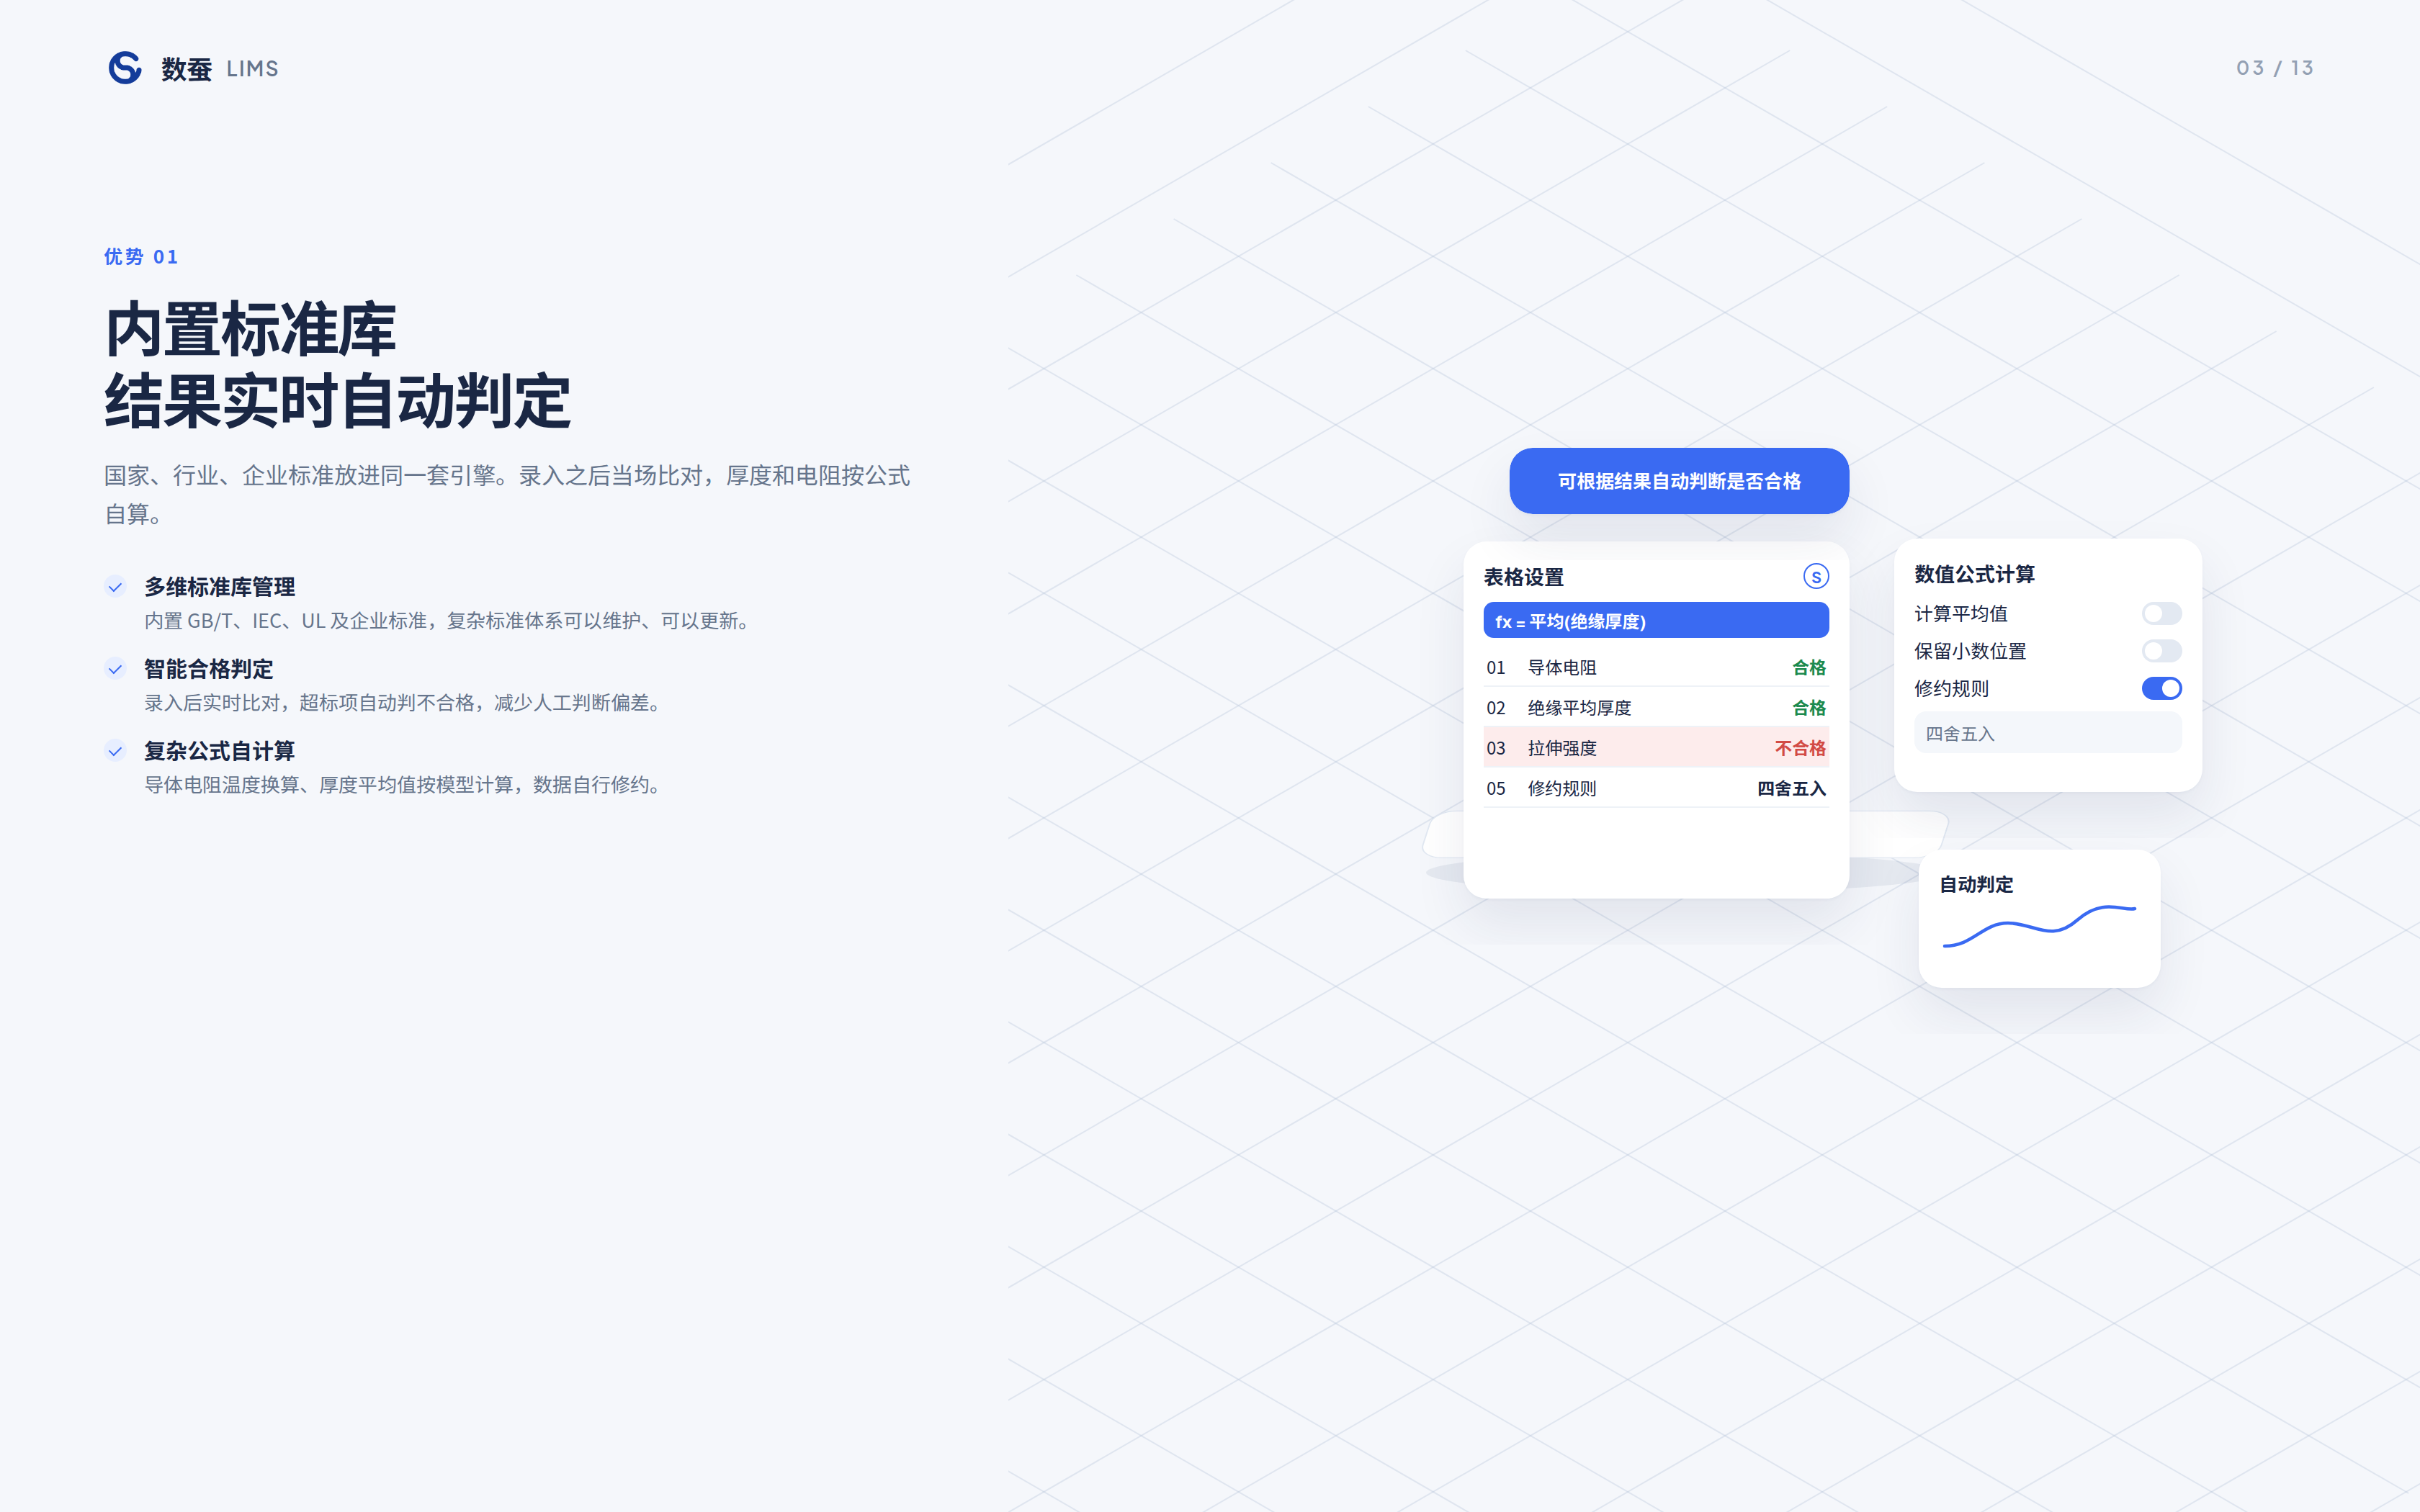 数蚕 LIMS
03 / 13
优势 01
内置标准库
结果实时自动判定
国家、行业、企业标准放进同一套引擎。录入之后当场比对，厚度和电阻按公式
自算。
多维标准库管理
内置 GB/T、IEC、UL 及企业标准，复杂标准体系可以维护、可以更新。
智能合格判定
录入后实时比对，超标项自动判不合格，减少人工判断偏差。
复杂公式自计算
导体电阻温度换算、厚度平均值按模型计算，数据自行修约。
可根据结果自动判断是否合格
表格设置 S
fx = 平均(绝缘厚度)
01 导体电阻 合格
02 绝缘平均厚度 合格
03 拉伸强度 不合格
05 修约规则 四舍五入
数值公式计算
计算平均值
保留小数位置
修约规则
四舍五入
自动判定